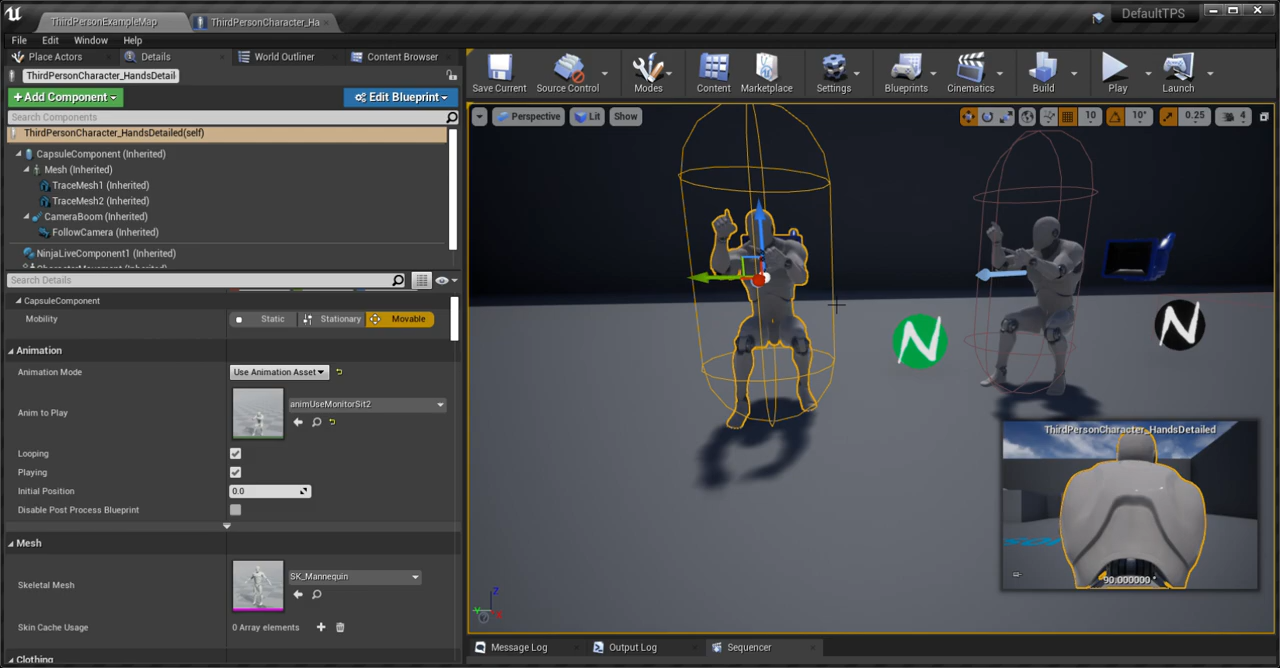 ThirdPersonExampleMap
ThirdPersonCharacter_Ha
DefaultTPS
File Edit Window Help
Place Actors
Details
World Outliner
Content Browser
ThirdPersonCharacter_HandsDetail
+Add Component
Edit Blueprint
Search Components
ThirdPersonCharacter_HandsDetailed(self)
CapsuleComponent (Inherited)
Mesh (Inherited)
TraceMesh1 (Inherited)
TraceMesh2 (Inherited)
CameraBoom (Inherited)
FollowCamera (Inherited)
NinjaLiveComponent1 (Inherited)
CharacterMovement (Inherited)
Search Details
CapsuleComponent
Mobility
Static
Stationary
Movable
Animation
Animation Mode
Use Animation Asset
Anim to Play
animUseMonitorSit2
Looping
Playing
Initial Position
0.0
Disable Post Process Blueprint
Mesh
Skeletal Mesh
SK_Mannequin
Skin Cache Usage
0 Array elements
Clothing
Save Current
Source Control
Modes
Content
Marketplace
Settings
Blueprints
Cinematics
Build
Play
Launch
Perspective
Lit
Show
10
10°
0.25
4
N
N
ThirdPersonCharacter_HandsDetailed
90.000000 °
Z
Y
X
Message Log
Output Log
Sequencer